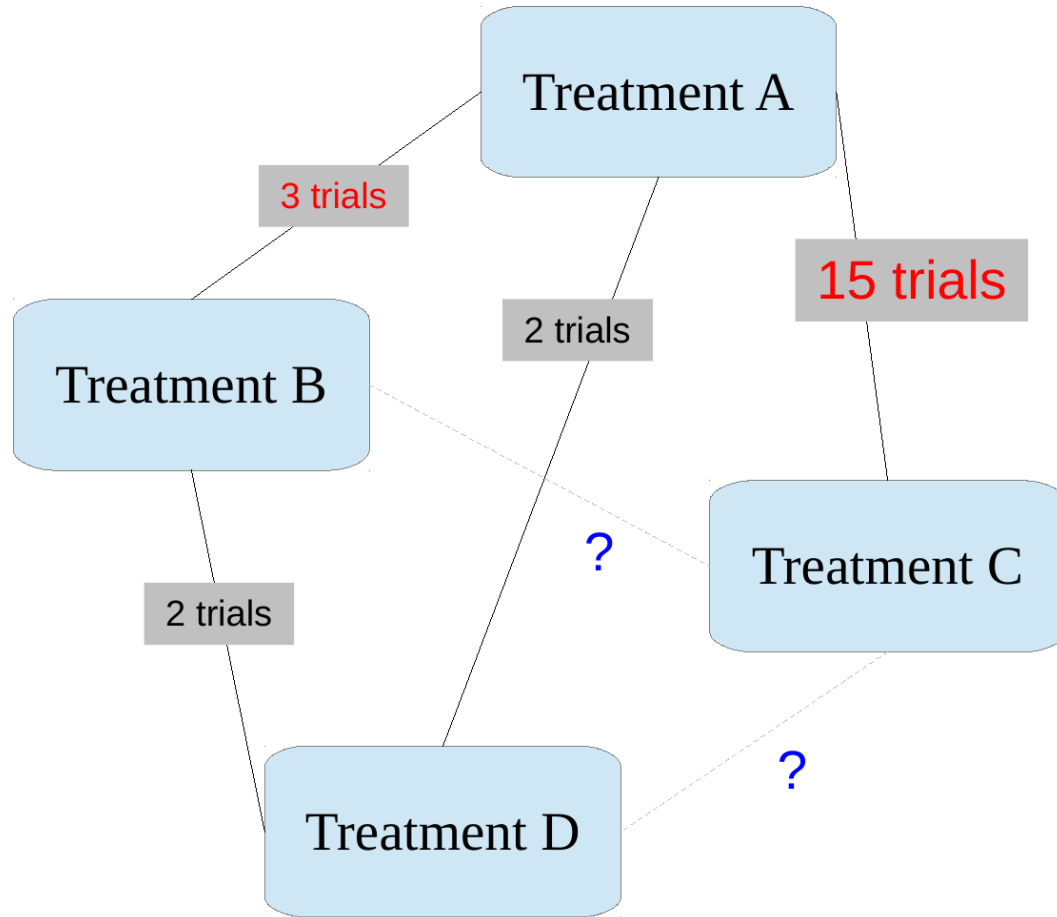 Treatment A
3 trials
15 trials
2 trials
Treatment B
?
Treatment C
2 trials
?
Treatment D